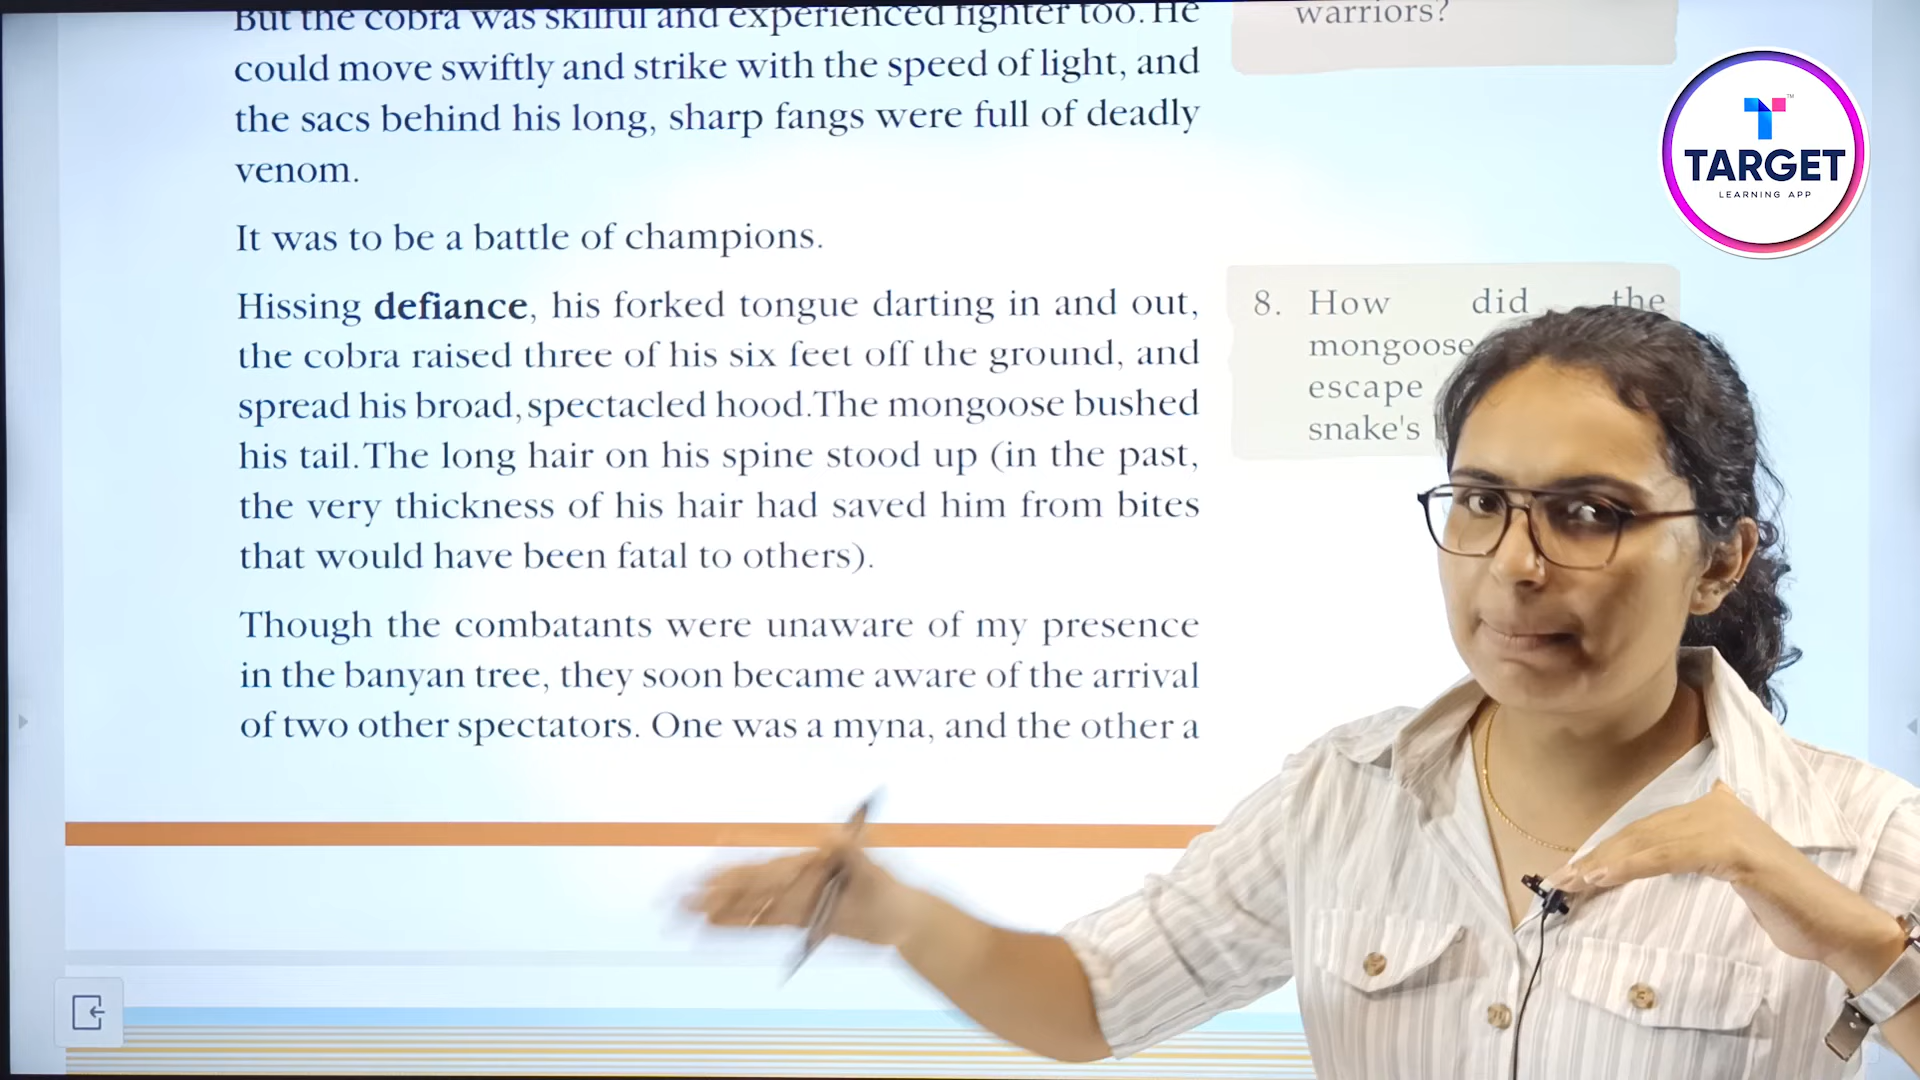 But the cobra was skilful and experienced fighter too. He
could move swiftly and strike with the speed of light, and
the sacs behind his long, sharp fangs were full of deadly
venom.
It was to be a battle of champions.
Hissing defiance, his forked tongue darting in and out,
the cobra raised three of his six feet off the ground, and
spread his broad, spectacled hood. The mongoose bushed
his tail. The long hair on his spine stood up (in the past,
the very thickness of his hair had saved him from bites
that would have been fatal to others).
Though the combatants were unaware of my presence
in the banyan tree, they soon became aware of the arrival
of two other spectators. One was a myna, and the other a
warriors?
8. How did the
mongoose
escape
snake's
T™
TARGET
LEARNING APP